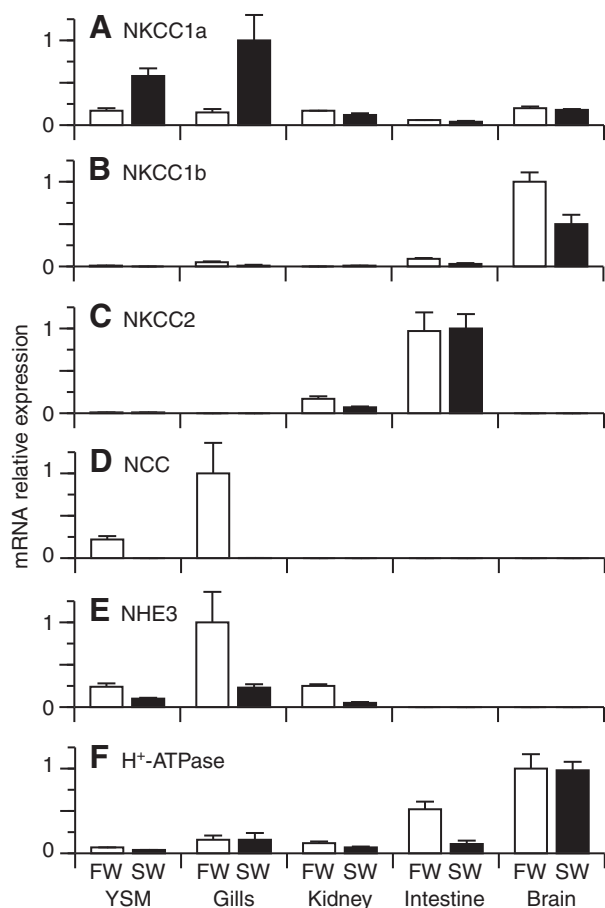 mRNA relative expression
A NKCC1a
1
0
B NKCC1b
1
0
C NKCC2
1
0
D NCC
1
0
E NHE3
1
0
F H⁺-ATPase
1
0
FW SW FW SW FW SW FW SW FW SW
YSM Gills Kidney Intestine Brain